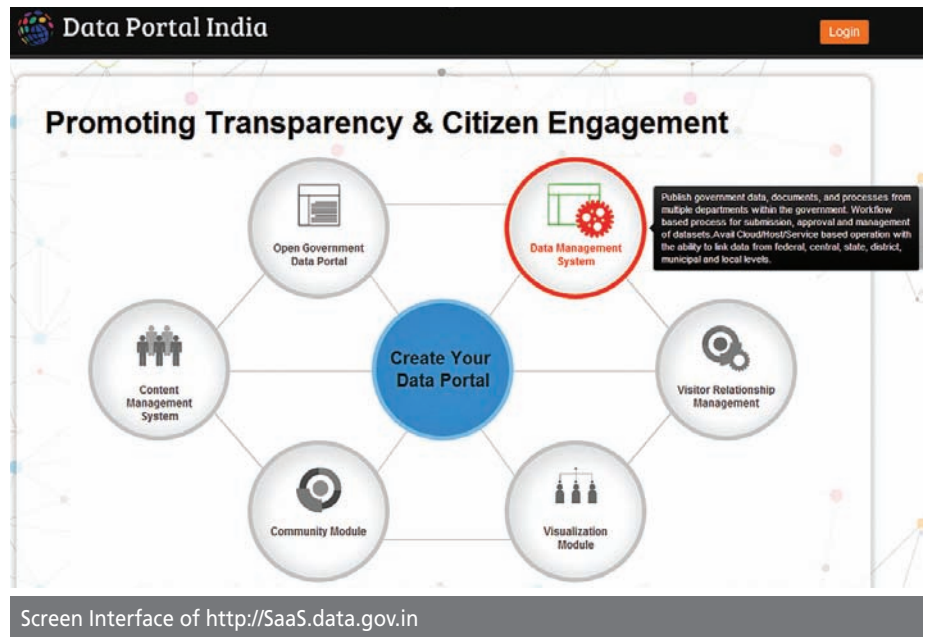 Data Portal India
Login
Promoting Transparency & Citizen Engagement
Open Government
Data Portal
Data Management
System
Publish government data, documents, and processes from
multiple departments within the government. Workflow
based process for submission, approval and management
of datasets.Avail Cloud/Host/Service based operation with
the ability to link data from federal, central, state, district,
municipal and local levels.
Content
Management
System
Create Your
Data Portal
Visitor Relationship
Management
Community Module
Visualization
Module
Screen Interface of http://SaaS.data.gov.in